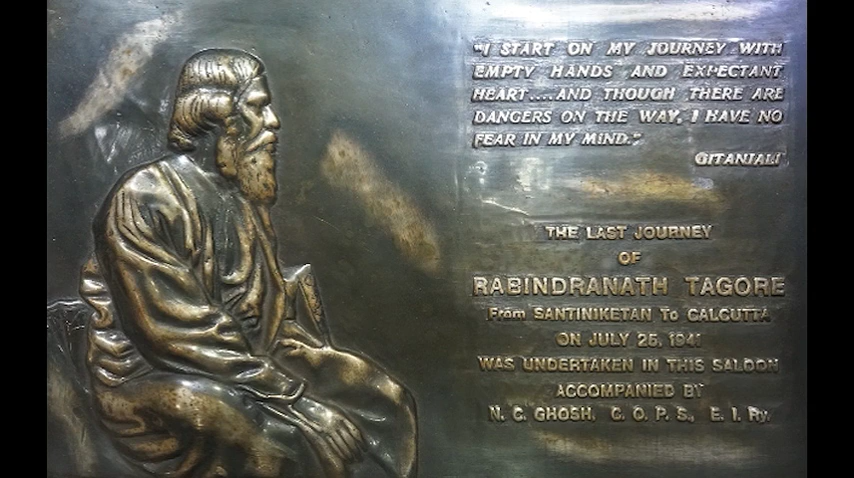 "I START ON MY JOURNEY WITH
EMPTY HANDS AND EXPECTANT
HEART....AND THOUGH THERE ARE
DANGERS ON THE WAY, I HAVE NO
FEAR IN MY MIND."
GITANJALI
THE LAST JOURNEY
OF
RABINDRANATH TAGORE
From SANTINIKETAN To CALCUTTA
ON JULY 25, 1941
WAS UNDERTAKEN IN THIS SALOON
ACCOMPANIED BY
N. C. GHOSH, C. O. P. S., E. I. Ry.